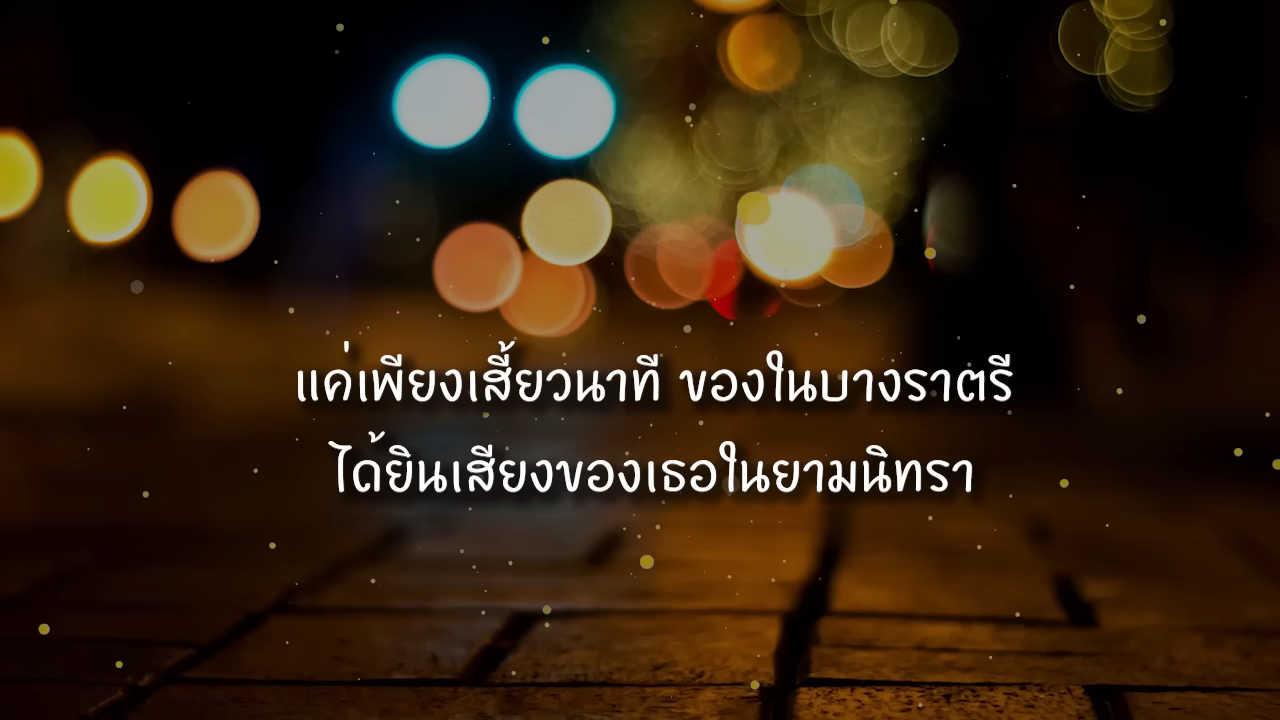 แค่เพียงเสี้ยวนาที ของในบางราตรี
ได้ยินเสียงของเธอในยามนิทรา